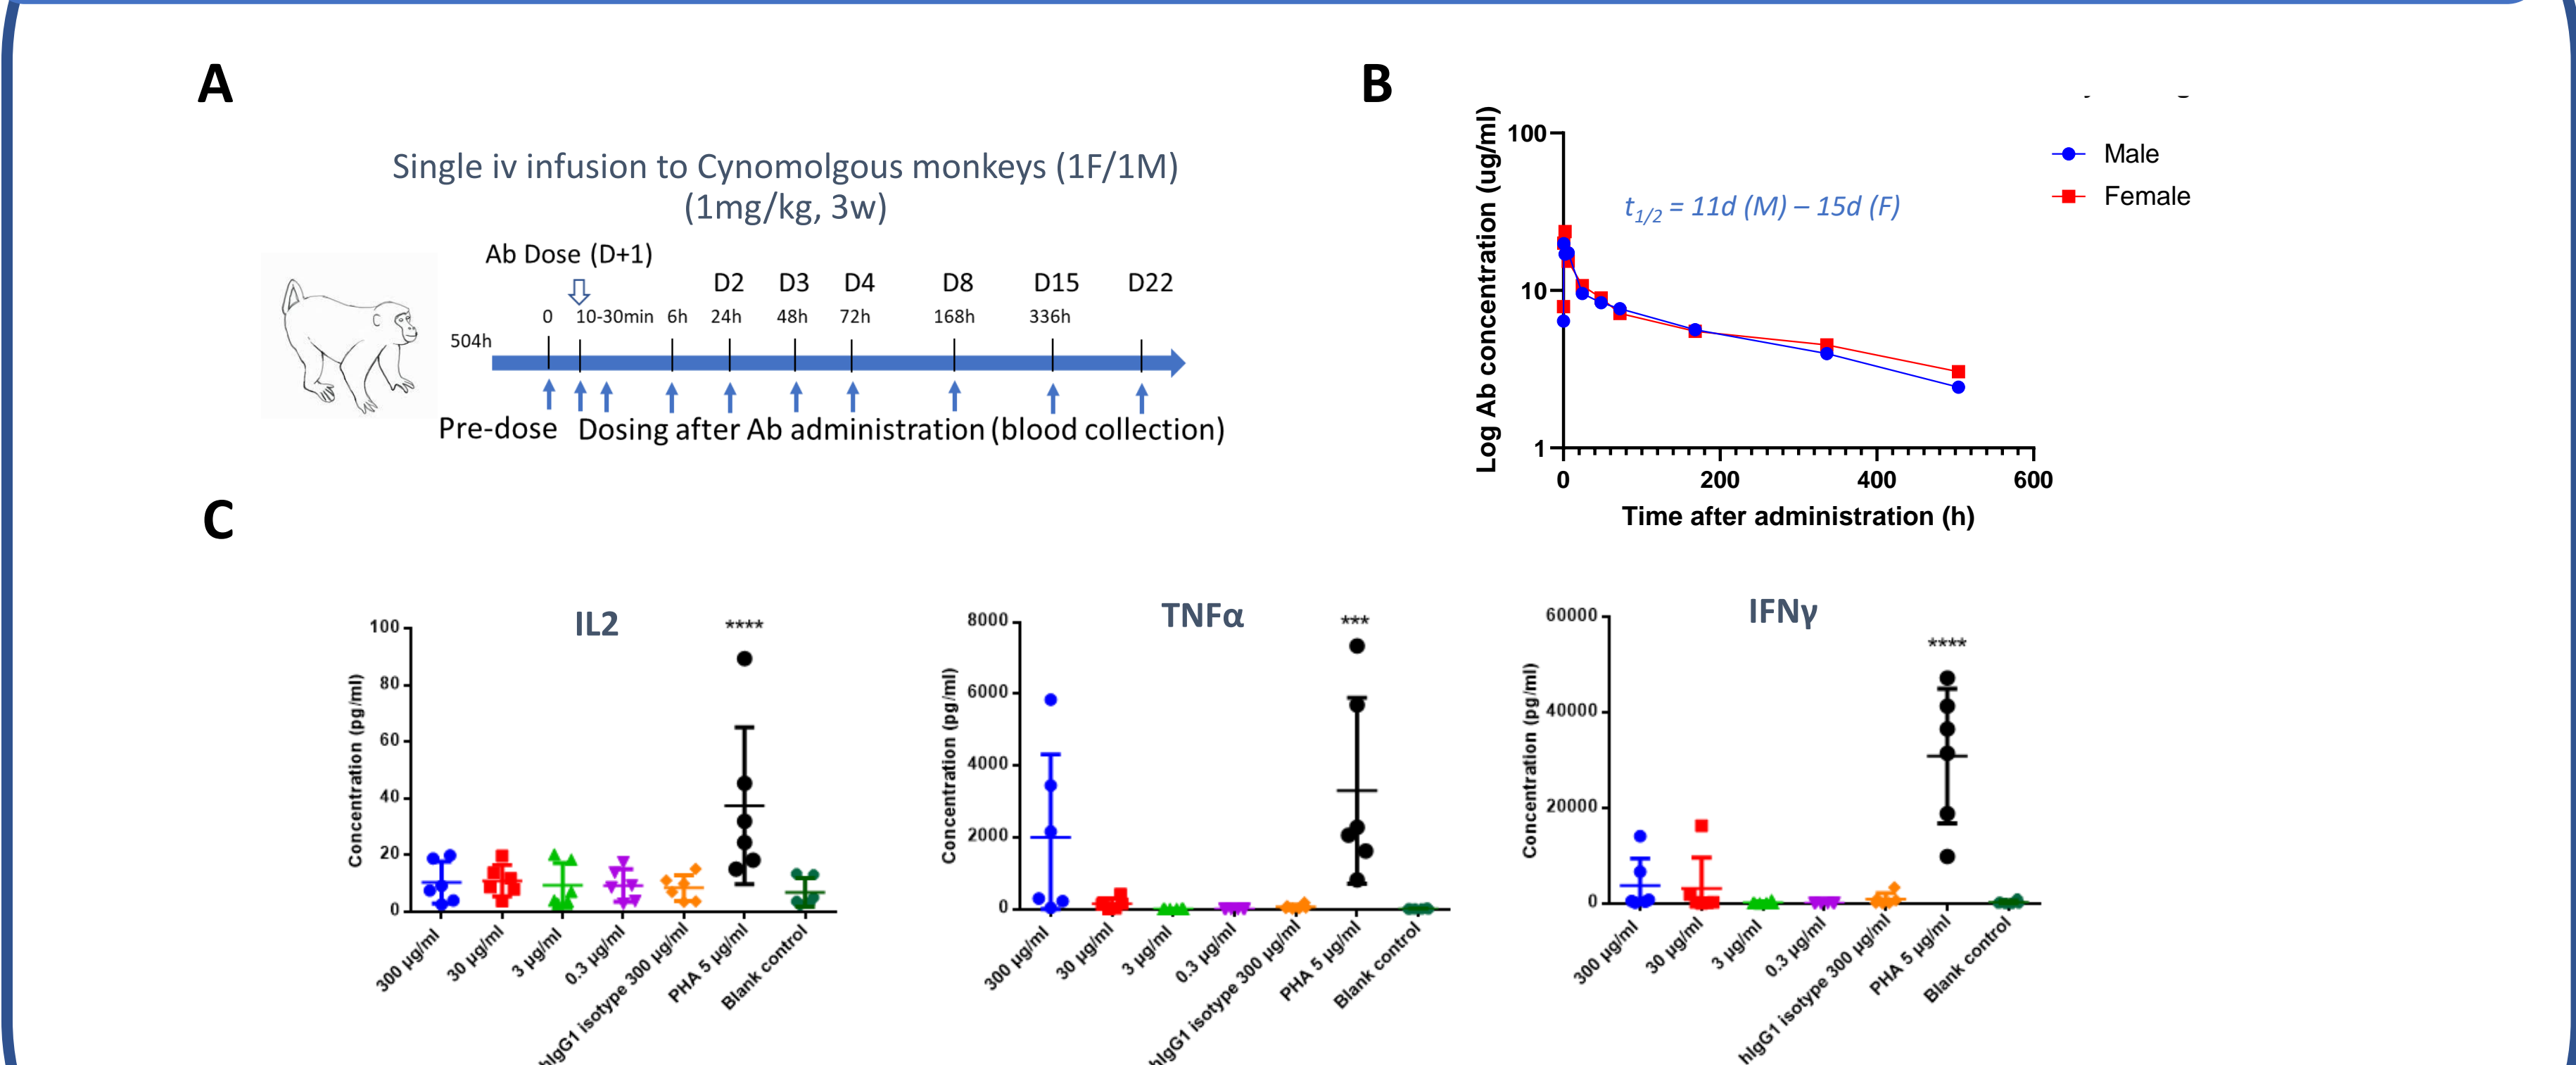 A
Single iv infusion to Cynomolgous monkeys (1F/1M)
(1mg/kg, 3w)
Ab Dose (D+1)
D2 D3 D4 D8 D15 D22
0 10-30min 6h 24h 48h 72h 168h 336h
504h
Pre-dose Dosing after Ab administration (blood collection)
B
Log Ab concentration (ug/ml)
100
10
1
t1/2 = 11d (M) – 15d (F)
Male
Female
0 200 400 600
Time after administration (h)
C
IL2
****
Concentration (pg/ml)
100
80
60
40
20
0
300 µg/ml
30 µg/ml
3 µg/ml
0.3 µg/ml
hIgG1 isotype 300 µg/ml
PHA 5 µg/ml
Blank control
TNFα
***
Concentration (pg/ml)
8000
6000
4000
2000
0
300 µg/ml
30 µg/ml
3 µg/ml
0.3 µg/ml
hIgG1 isotype 300 µg/ml
PHA 5 µg/ml
Blank control
IFNγ
****
Concentration (pg/ml)
60000
40000
20000
0
300 µg/ml
30 µg/ml
3 µg/ml
0.3 µg/ml
hIgG1 isotype 300 µg/ml
PHA 5 µg/ml
Blank control